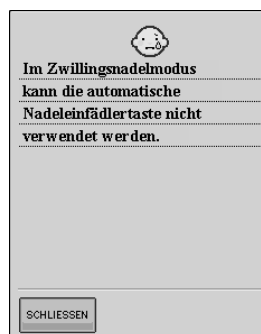 Im Zwillingsnadelmodus
kann die automatische
Nadeleinfädlertaste nicht
verwendet werden.
SCHLIESSEN